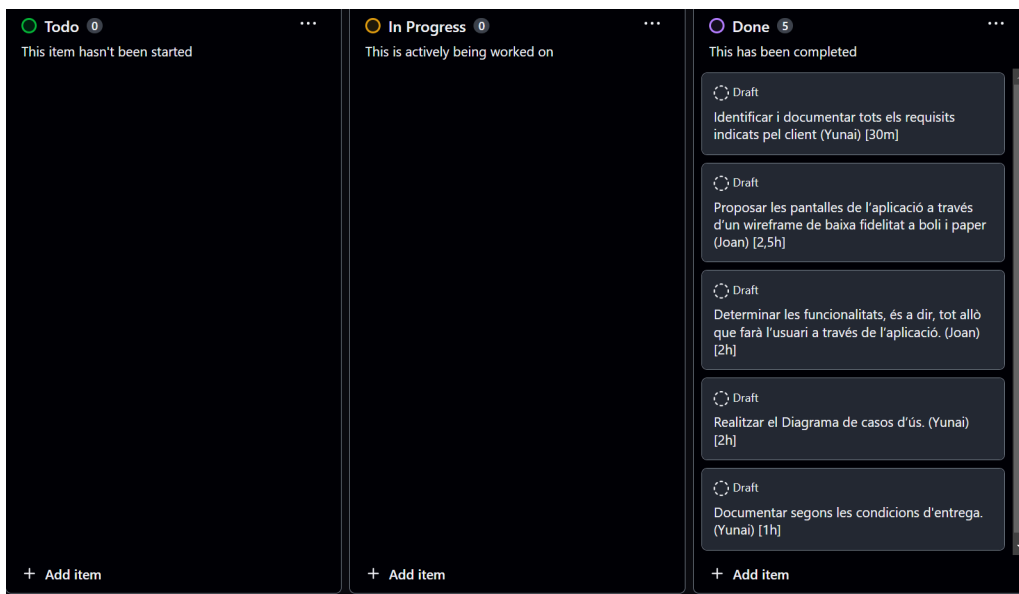 Todo 0
This item hasn't been started
+ Add item
In Progress 0
This is actively being worked on
+ Add item
Done 5
This has been completed
Draft
Identificar i documentar tots els requisits
indicats pel client (Yunai) [30m]
Draft
Proposar les pantalles de l'aplicació a través
d'un wireframe de baixa fidelitat a boli i paper
(Joan) [2,5h]
Draft
Determinar les funcionalitats, és a dir, tot allò
que farà l'usuari a través de l'aplicació. (Joan)
[2h]
Draft
Realitzar el Diagrama de casos d'ús. (Yunai)
[2h]
Draft
Documentar segons les condicions d'entrega.
(Yunai) [1h]
+ Add item